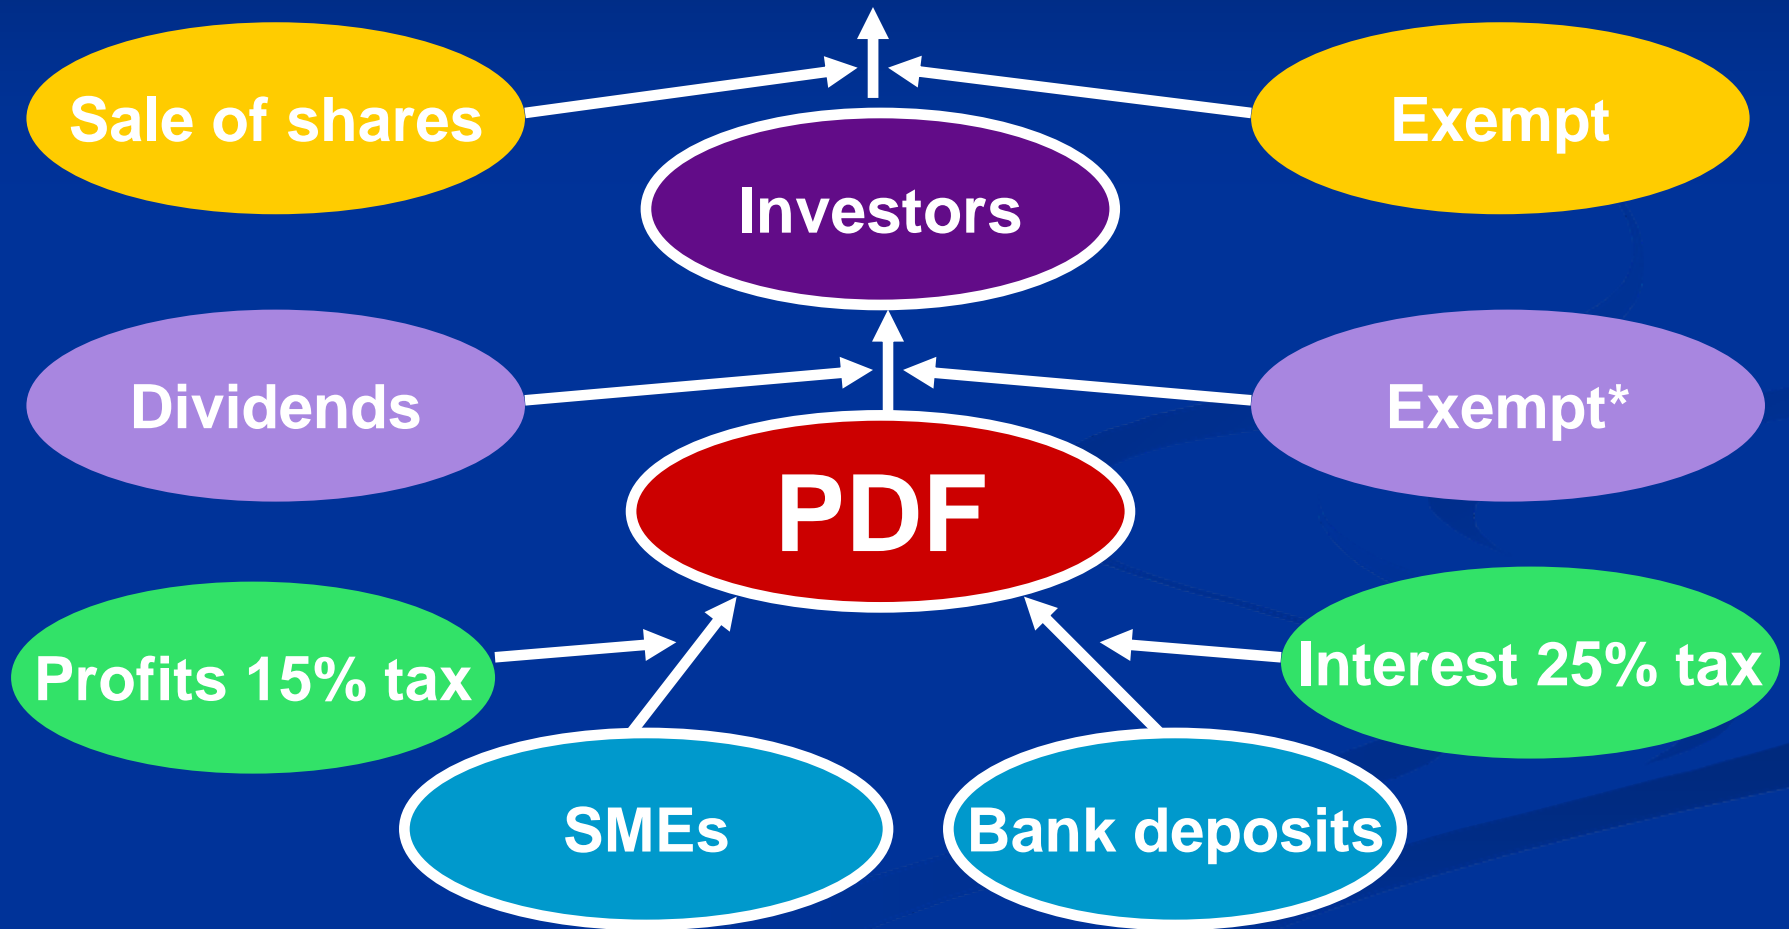 Sale of shares
Exempt
Investors
Dividends
Exempt*
PDF
Profits 15% tax
Interest 25% tax
SMEs
Bank deposits